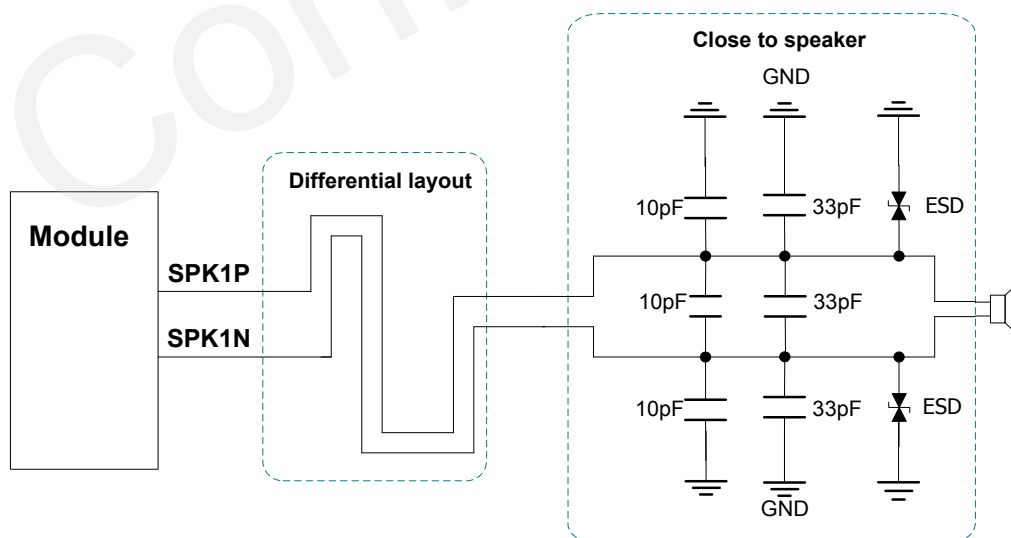 Close to speaker
GND
Differential layout
Module
10pF
33pF
ESD
SPK1P
10pF
33pF
SPK1N
10pF
33pF
ESD
GND